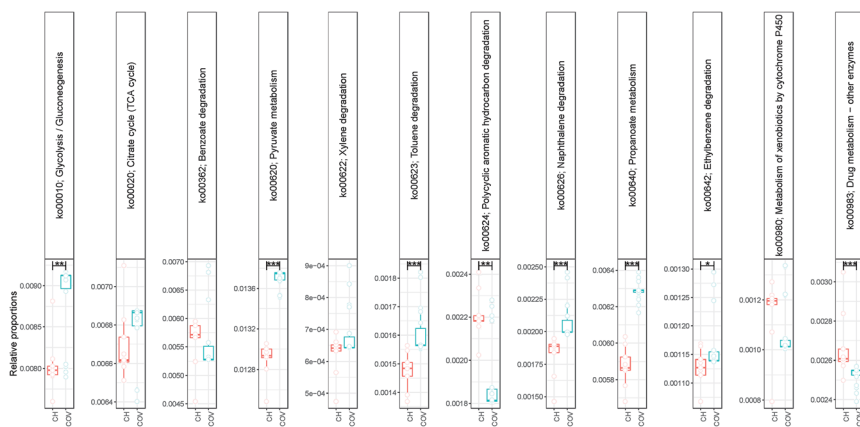 Relative proportions
ko00010; Glycolysis / Gluconeogenesis
**
0.0090
0.0085
0.0080
CH
COV
ko00020; Citrate cycle (TCA cycle)
0.0070
0.0068
0.0066
0.0064
CH
COV
ko00362; Benzoate degradation
0.0070
0.0065
0.0060
0.0055
0.0050
0.0045
CH
COV
ko00620; Pyruvate metabolism
***
0.0136
0.0132
0.0128
CH
COV
ko00622; Xylene degradation
9e−04
8e−04
7e−04
6e−04
5e−04
CH
COV
ko00623; Toluene degradation
***
0.0018
0.0017
0.0016
0.0015
0.0014
CH
COV
ko00624; Polycyclic aromatic hydrocarbon degradation
**
0.0024
0.0022
0.0020
0.0018
CH
COV
ko00626; Naphthalene degradation
***
0.00250
0.00225
0.00200
0.00175
0.00150
CH
COV
ko00640; Propanoate metabolism
***
0.0064
0.0062
0.0060
0.0058
CH
COV
ko00642; Ethylbenzene degradation
*
0.00130
0.00125
0.00120
0.00115
0.00110
CH
COV
ko00980; Metabolism of xenobiotics by cytochrome P450
0.0012
0.0010
0.0008
CH
COV
ko00983; Drug metabolism − other enzymes
***
0.0030
0.0028
0.0026
0.0024
CH
COV